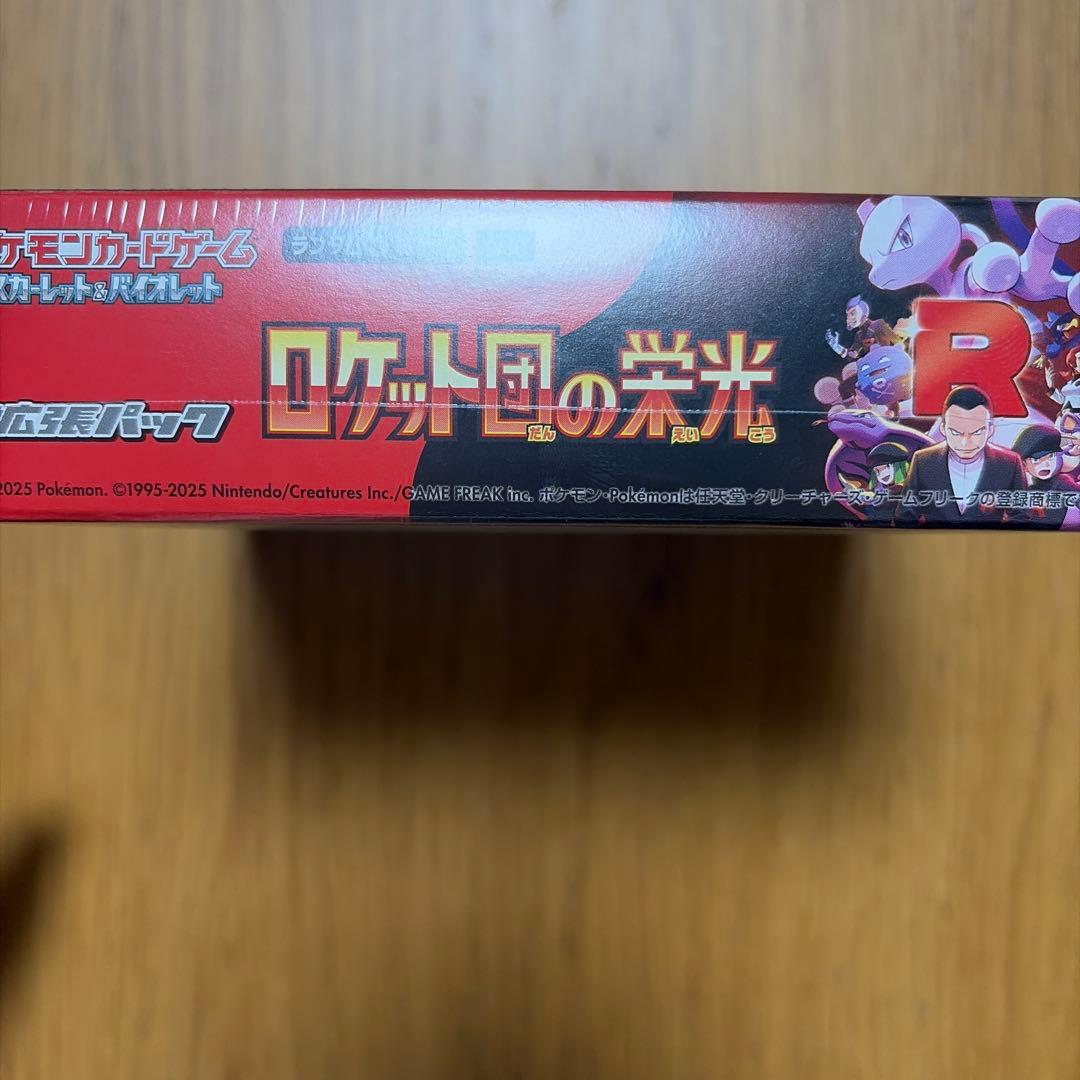 ケモンカードゲーム
スカーレット&バイオレット
ロケット団の栄光
だん えい こう
拡張パック
R
2025 Pokémon. ©1995-2025 Nintendo/Creatures Inc./GAME FREAK inc. ポケモン・Pokémonは任天堂・クリーチャーズ・ゲームフリークの登録商標で